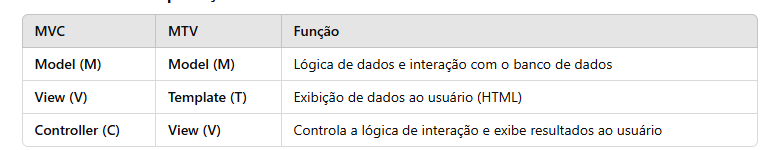 MVC MTV Função
Model (M) Model (M) Lógica de dados e interação com o banco de dados
View (V) Template (T) Exibição de dados ao usuário (HTML)
Controller (C) View (V) Controla a lógica de interação e exibe resultados ao usuário